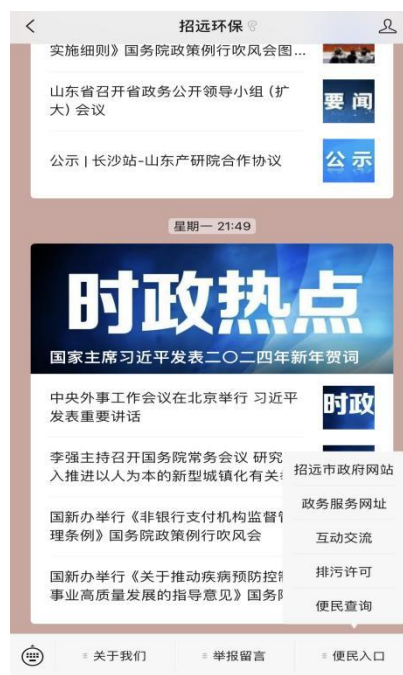 招远环保
实施细则》国务院政策例行吹风会图...
山东省召开省政务公开领导小组（扩
大）会议
要闻
公示 | 长沙站-山东产研院合作协议
公示
星期一 21:49
时政热点
国家主席习近平发表二〇二四年新年贺词
中央外事工作会议在北京举行 习近平
发表重要讲话
时政
李强主持召开国务院常务会议 研究
入推进以人为本的新型城镇化有关
国新办举行《非银行支付机构监督
理条例》国务院政策例行吹风会
国新办举行《关于推动疾病预防控
事业高质量发展的指导意见》国务
招远市政府网站
政务服务网址
互动交流
排污许可
便民查询
关于我们
举报留言
便民入口